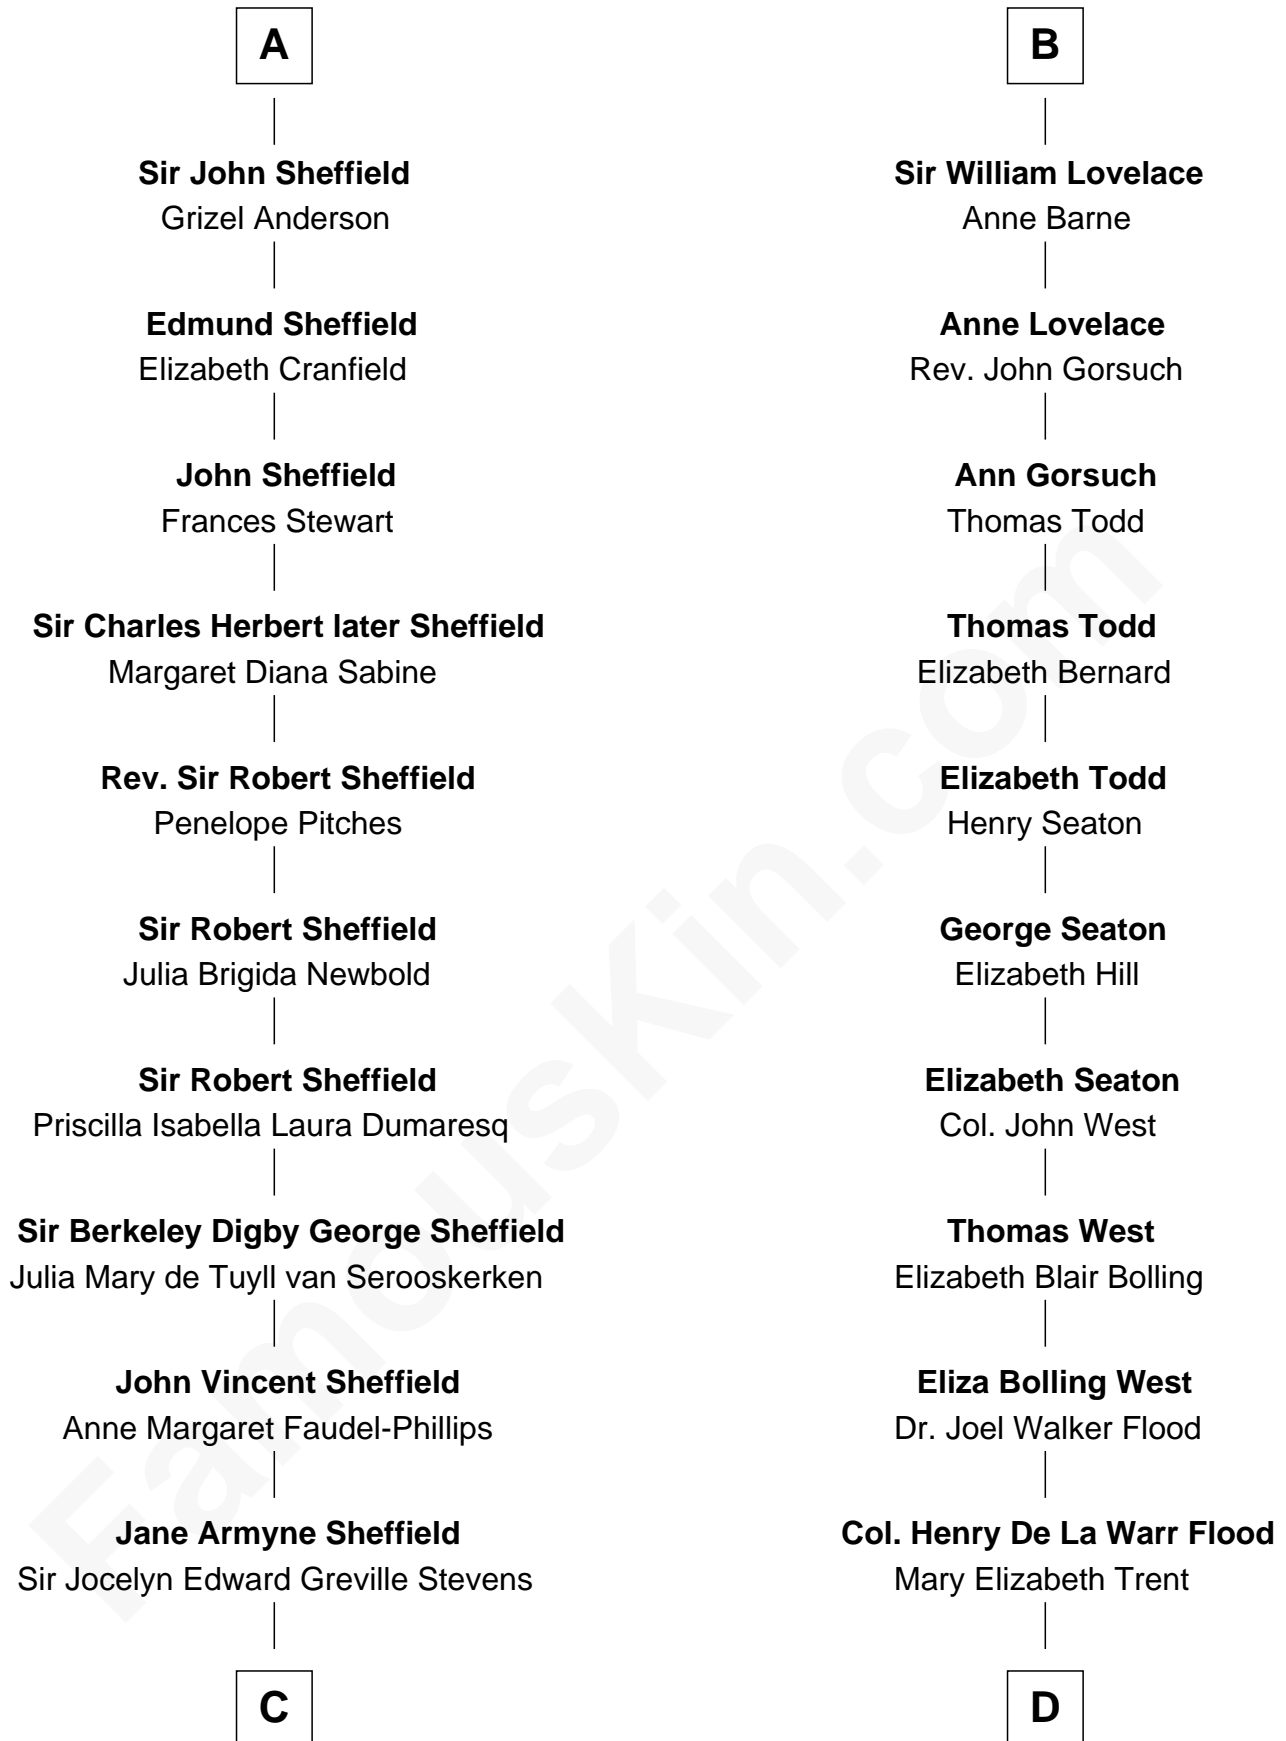 A
Sir John Sheffield
Grizel Anderson
Edmund Sheffield
Elizabeth Cranfield
John Sheffield
Frances Stewart
Sir Charles Herbert later Sheffield
Margaret Diana Sabine
Rev. Sir Robert Sheffield
Penelope Pitches
Sir Robert Sheffield
Julia Brigida Newbold
Sir Robert Sheffield
Priscilla Isabella Laura Dumaresq
Sir Berkeley Digby George Sheffield
Julia Mary de Tuyll van Serooskerken
John Vincent Sheffield
Anne Margaret Faudel-Phillips
Jane Armyne Sheffield
Sir Jocelyn Edward Greville Stevens
C
B
Sir William Lovelace
Anne Barne
Anne Lovelace
Rev. John Gorsuch
Ann Gorsuch
Thomas Todd
Thomas Todd
Elizabeth Bernard
Elizabeth Todd
Henry Seaton
George Seaton
Elizabeth Hill
Elizabeth Seaton
Col. John West
Thomas West
Elizabeth Blair Bolling
Eliza Bolling West
Dr. Joel Walker Flood
Col. Henry De La Warr Flood
Mary Elizabeth Trent
D
FamousKin.com